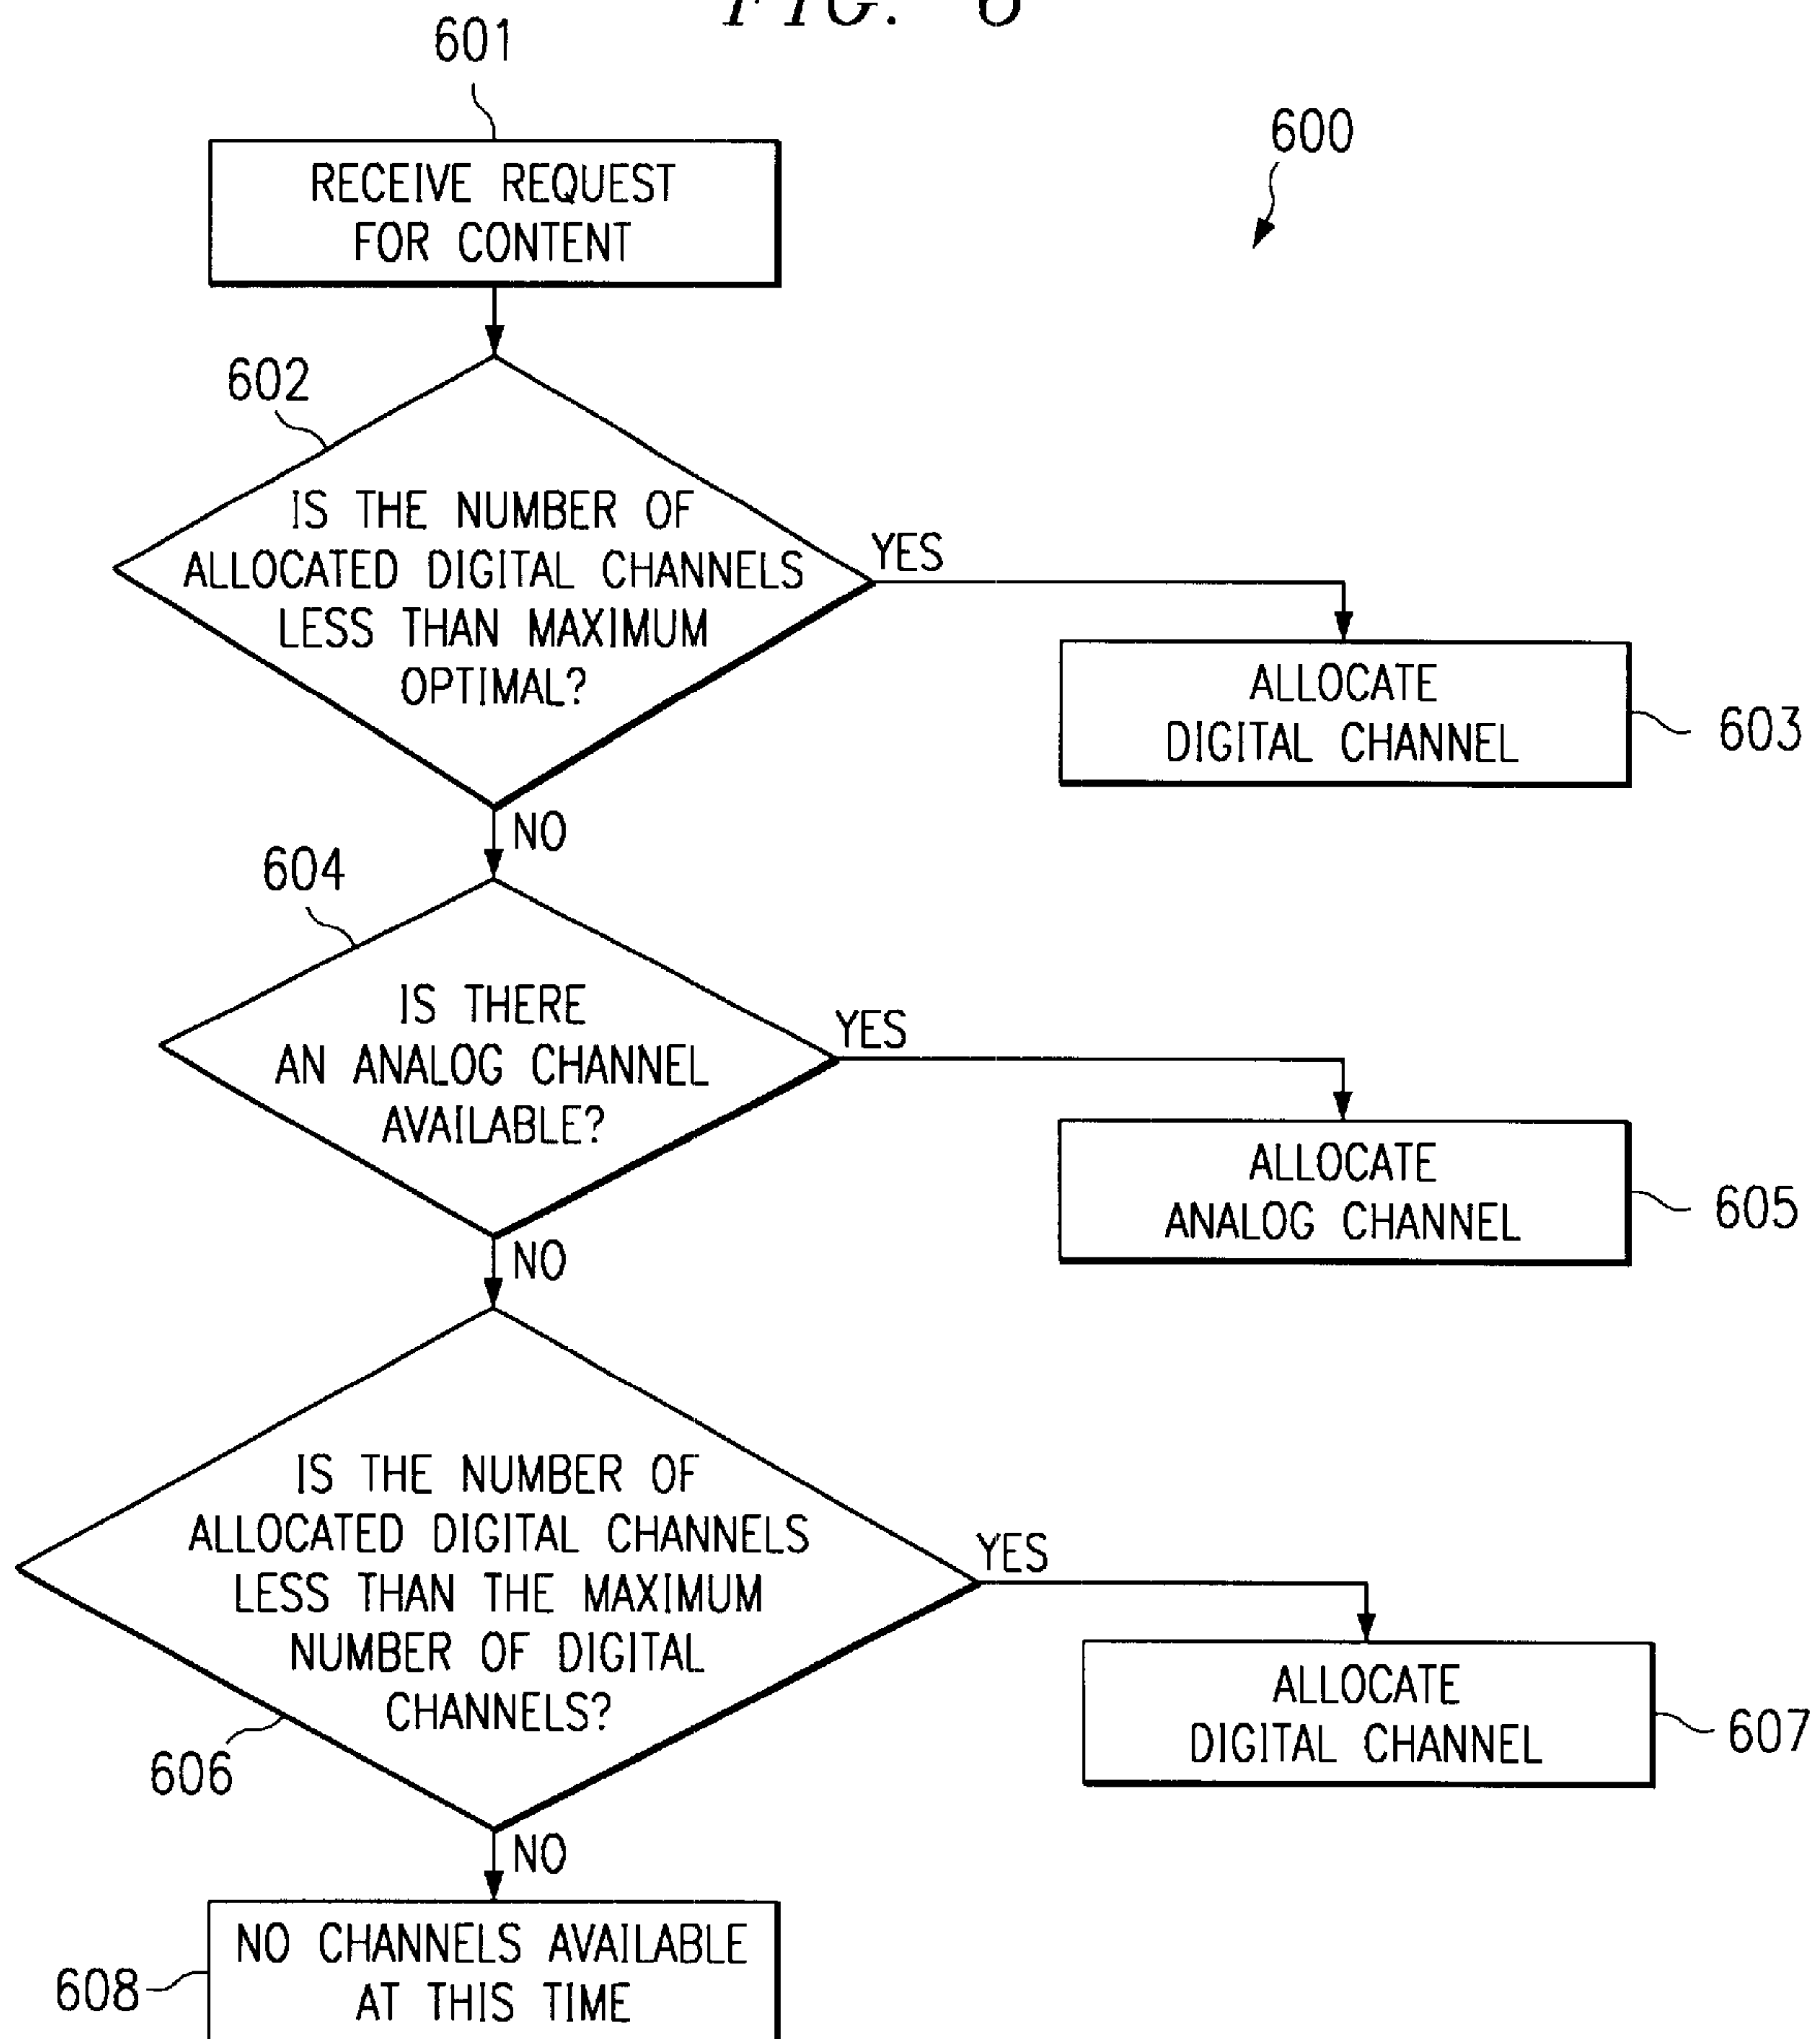 FIG. 6
601
600
RECEIVE REQUEST
FOR CONTENT
602
IS THE NUMBER OF
ALLOCATED DIGITAL CHANNELS
LESS THAN MAXIMUM
OPTIMAL?
YES
ALLOCATE
DIGITAL CHANNEL
603
NO
604
IS THERE
AN ANALOG CHANNEL
AVAILABLE?
YES
ALLOCATE
ANALOG CHANNEL
605
NO
IS THE NUMBER OF
ALLOCATED DIGITAL CHANNELS
LESS THAN THE MAXIMUM
NUMBER OF DIGITAL
CHANNELS?
YES
ALLOCATE
DIGITAL CHANNEL
607
606
NO
NO CHANNELS AVAILABLE
AT THIS TIME
608